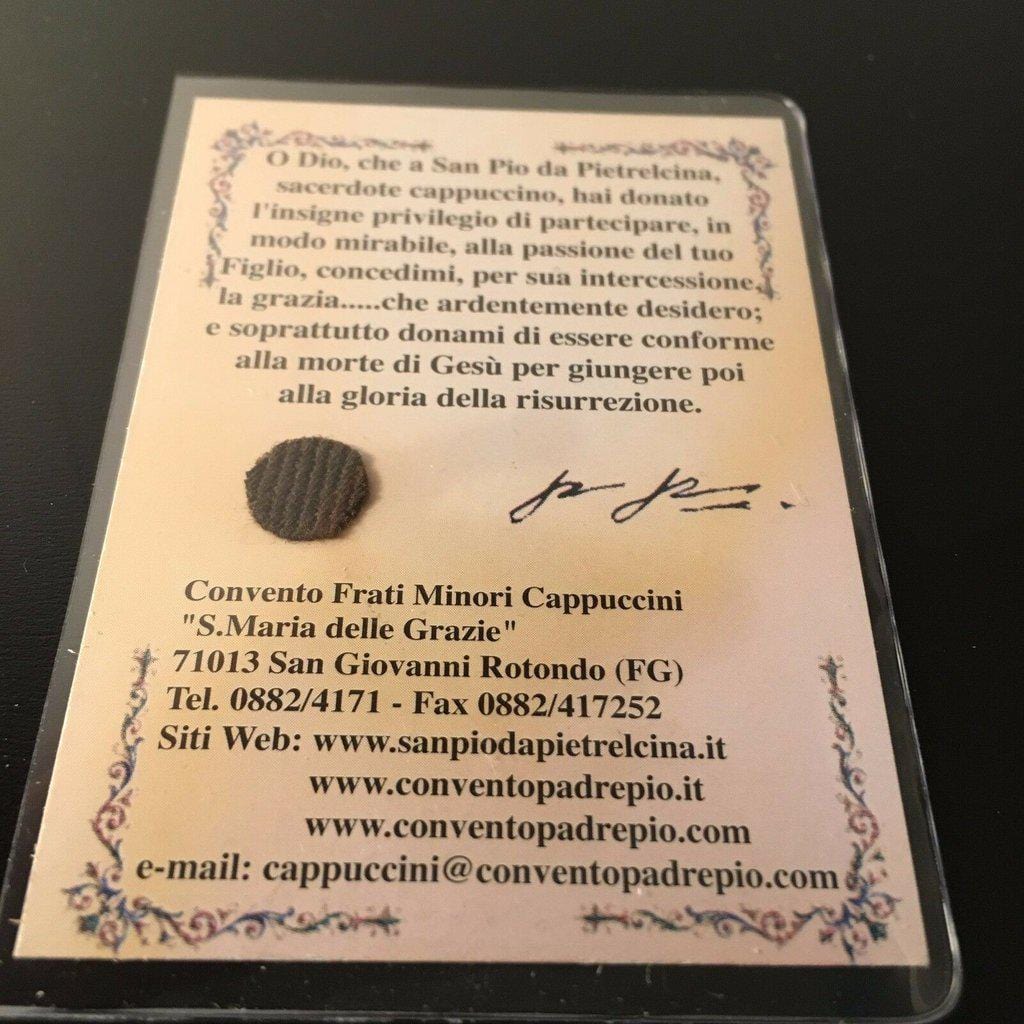 O Dio, che a San Pio da Pietrelcina,
sacerdote cappuccino, hai donato
l'insigne privilegio di partecipare, in
modo mirabile, alla passione del tuo
Figlio, concedimi, per sua intercessione,
la grazia.....che ardentemente desidero;
e soprattutto donami di essere conforme
alla morte di Gesù per giungere poi
alla gloria della risurrezione.
Convento Frati Minori Cappuccini
"S.Maria delle Grazie"
71013 San Giovanni Rotondo (FG)
Tel. 0882/4171 - Fax 0882/417252
Siti Web: www.sanpiodapietrelcina.it
www.conventopadrepio.it
www.conventopadrepio.com
e-mail: cappuccini@conventopadrepio.com